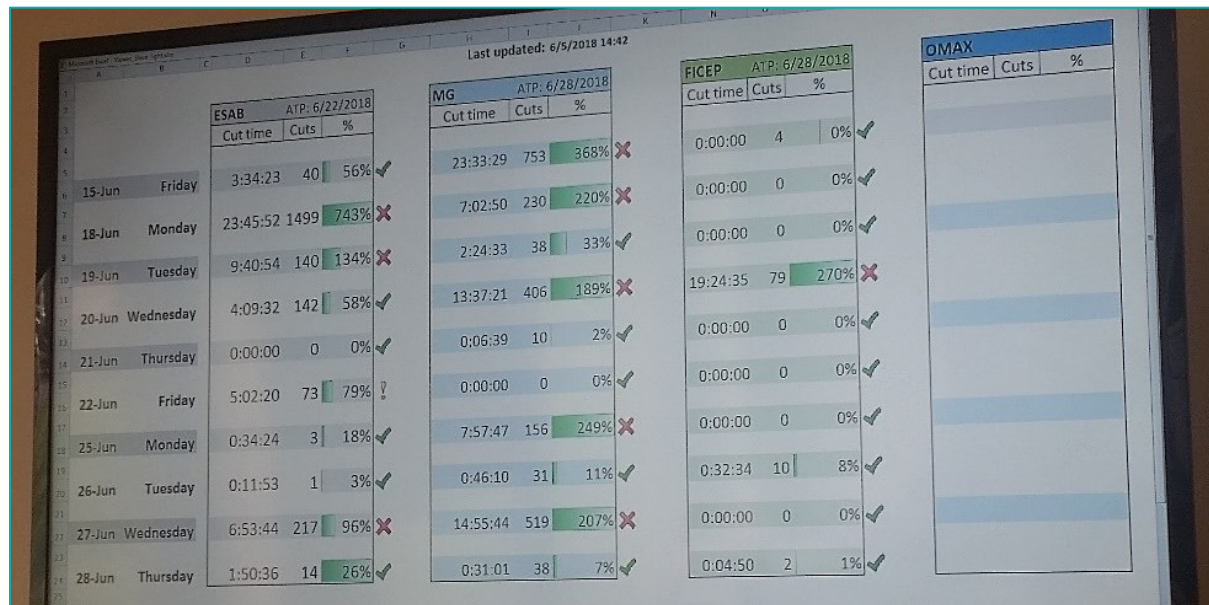 Last updated: 6/5/2018 14:42
ESAB ATP: 6/22/2018 MG ATP: 6/28/2018 FICEP ATP: 6/28/2018 OMAX
Cut time Cuts % Cut time Cuts % Cut time Cuts % Cut time Cuts %
15-Jun Friday 3:34:23 40 56% 23:33:29 753 368% 0:00:00 4 0%
18-Jun Monday 23:45:52 1499 743% 7:02:50 230 220% 0:00:00 0 0%
19-Jun Tuesday 9:40:54 140 134% 2:24:33 38 33% 0:00:00 0 0%
20-Jun Wednesday 4:09:32 142 58% 13:37:21 406 189% 19:24:35 79 270%
21-Jun Thursday 0:00:00 0 0% 0:06:39 10 2% 0:00:00 0 0%
22-Jun Friday 5:02:20 73 79% 0:00:00 0 0% 0:00:00 0 0%
25-Jun Monday 0:34:24 3 18% 7:57:47 156 249% 0:00:00 0 0%
26-Jun Tuesday 0:11:53 1 3% 0:46:10 31 11% 0:32:34 10 8%
27-Jun Wednesday 6:53:44 217 96% 14:55:44 519 207% 0:00:00 0 0%
28-Jun Thursday 1:50:36 14 26% 0:31:01 38 7% 0:04:50 2 1%